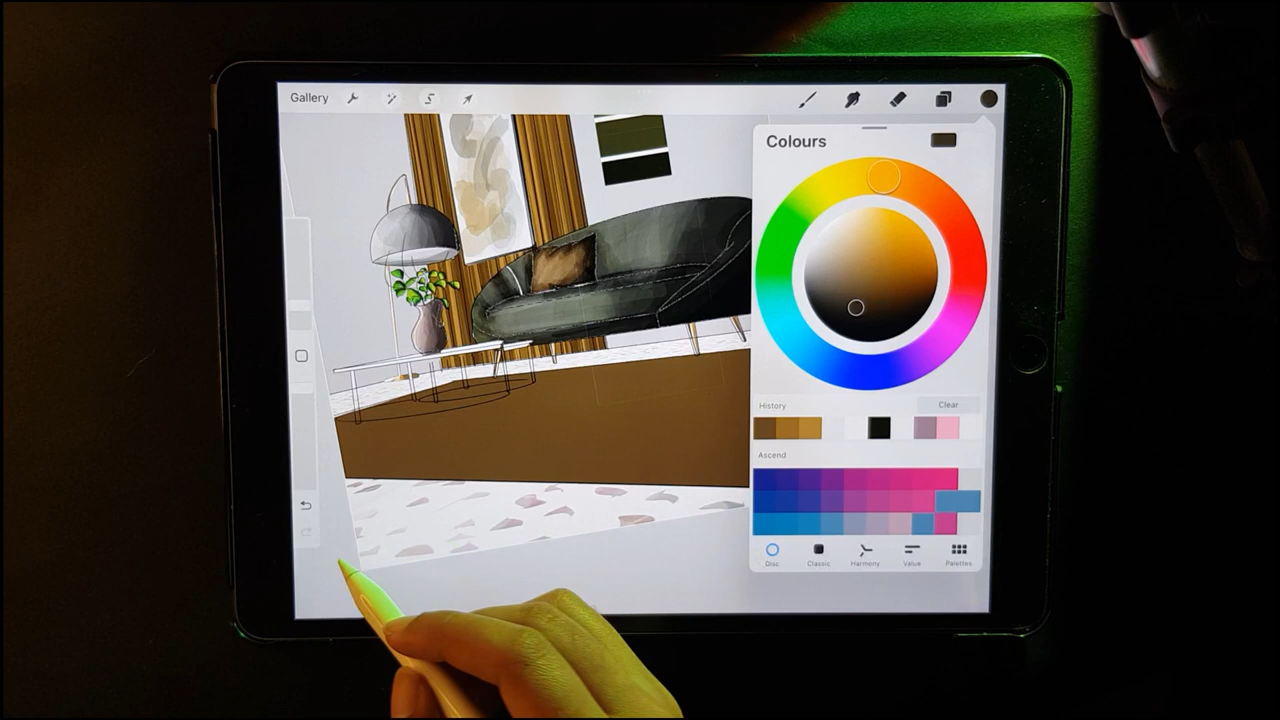 Gallery
Colours
History
Clear
Ascend
Disc
Classic
Harmony
Value
Palettes